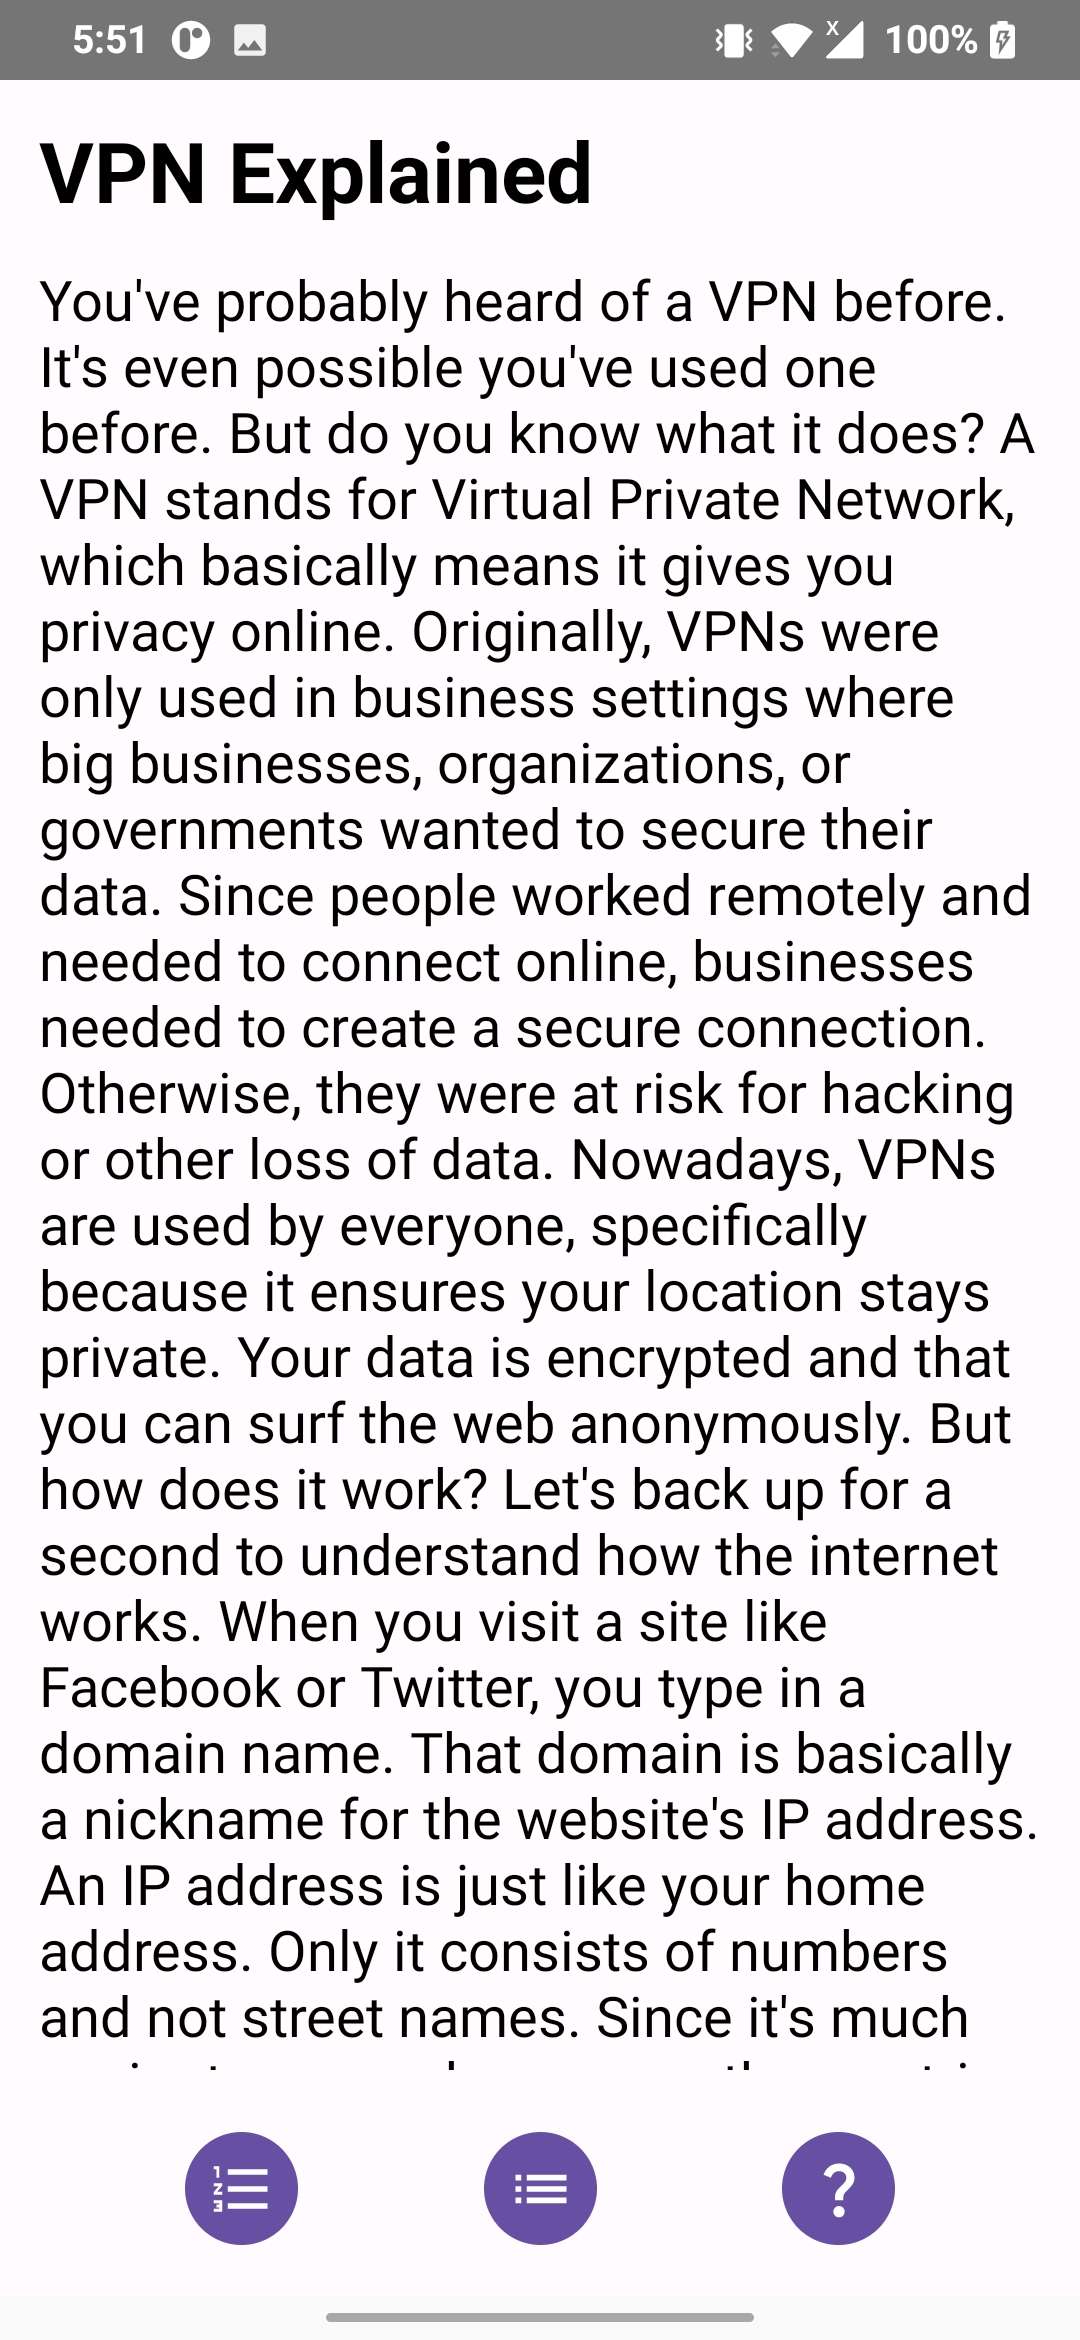 5:51
100%
VPN Explained
You've probably heard of a VPN before.
It's even possible you've used one
before. But do you know what it does? A
VPN stands for Virtual Private Network,
which basically means it gives you
privacy online. Originally, VPNs were
only used in business settings where
big businesses, organizations, or
governments wanted to secure their
data. Since people worked remotely and
needed to connect online, businesses
needed to create a secure connection.
Otherwise, they were at risk for hacking
or other loss of data. Nowadays, VPNs
are used by everyone, specifically
because it ensures your location stays
private. Your data is encrypted and that
you can surf the web anonymously. But
how does it work? Let's back up for a
second to understand how the internet
works. When you visit a site like
Facebook or Twitter, you type in a
domain name. That domain is basically
a nickname for the website's IP address.
An IP address is just like your home
address. Only it consists of numbers
and not street names. Since it's much